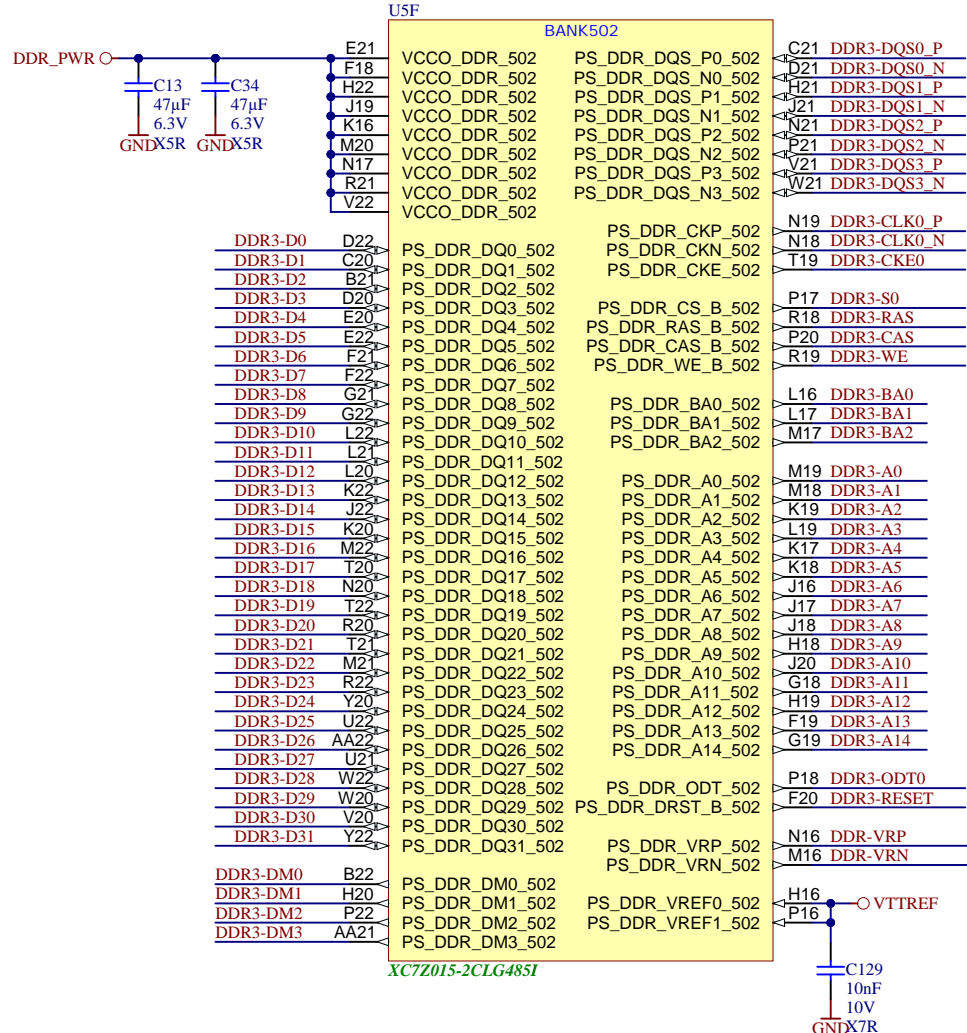 U5F
BANK502
DDR_PWR
C13
47µF
6.3V
X5R
GND
C34
47µF
6.3V
X5R
GND
E21 VCCO_DDR_502
F18 VCCO_DDR_502
H22 VCCO_DDR_502
J19 VCCO_DDR_502
K16 VCCO_DDR_502
M20 VCCO_DDR_502
N17 VCCO_DDR_502
R21 VCCO_DDR_502
V22 VCCO_DDR_502
DDR3-D0 D22 PS_DDR_DQ0_502
DDR3-D1 C20 PS_DDR_DQ1_502
DDR3-D2 B21 PS_DDR_DQ2_502
DDR3-D3 D20 PS_DDR_DQ3_502
DDR3-D4 E20 PS_DDR_DQ4_502
DDR3-D5 E22 PS_DDR_DQ5_502
DDR3-D6 F21 PS_DDR_DQ6_502
DDR3-D7 F22 PS_DDR_DQ7_502
DDR3-D8 G21 PS_DDR_DQ8_502
DDR3-D9 G22 PS_DDR_DQ9_502
DDR3-D10 L22 PS_DDR_DQ10_502
DDR3-D11 L21 PS_DDR_DQ11_502
DDR3-D12 L20 PS_DDR_DQ12_502
DDR3-D13 K22 PS_DDR_DQ13_502
DDR3-D14 J22 PS_DDR_DQ14_502
DDR3-D15 K20 PS_DDR_DQ15_502
DDR3-D16 M22 PS_DDR_DQ16_502
DDR3-D17 T20 PS_DDR_DQ17_502
DDR3-D18 N20 PS_DDR_DQ18_502
DDR3-D19 T22 PS_DDR_DQ19_502
DDR3-D20 R20 PS_DDR_DQ20_502
DDR3-D21 T21 PS_DDR_DQ21_502
DDR3-D22 M21 PS_DDR_DQ22_502
DDR3-D23 R22 PS_DDR_DQ23_502
DDR3-D24 Y20 PS_DDR_DQ24_502
DDR3-D25 U22 PS_DDR_DQ25_502
DDR3-D26 AA22 PS_DDR_DQ26_502
DDR3-D27 U21 PS_DDR_DQ27_502
DDR3-D28 W22 PS_DDR_DQ28_502
DDR3-D29 W20 PS_DDR_DQ29_502
DDR3-D30 V20 PS_DDR_DQ30_502
DDR3-D31 Y22 PS_DDR_DQ31_502
DDR3-DM0 B22 PS_DDR_DM0_502
DDR3-DM1 H20 PS_DDR_DM1_502
DDR3-DM2 P22 PS_DDR_DM2_502
DDR3-DM3 AA21 PS_DDR_DM3_502
PS_DDR_DQS_P0_502 C21 DDR3-DQS0_P
PS_DDR_DQS_N0_502 D21 DDR3-DQS0_N
PS_DDR_DQS_P1_502 H21 DDR3-DQS1_P
PS_DDR_DQS_N1_502 J21 DDR3-DQS1_N
PS_DDR_DQS_P2_502 N21 DDR3-DQS2_P
PS_DDR_DQS_N2_502 P21 DDR3-DQS2_N
PS_DDR_DQS_P3_502 V21 DDR3-DQS3_P
PS_DDR_DQS_N3_502 W21 DDR3-DQS3_N
PS_DDR_CKP_502 N19 DDR3-CLK0_P
PS_DDR_CKN_502 N18 DDR3-CLK0_N
PS_DDR_CKE_502 T19 DDR3-CKE0
PS_DDR_CS_B_502 P17 DDR3-S0
PS_DDR_RAS_B_502 R18 DDR3-RAS
PS_DDR_CAS_B_502 P20 DDR3-CAS
PS_DDR_WE_B_502 R19 DDR3-WE
PS_DDR_BA0_502 L16 DDR3-BA0
PS_DDR_BA1_502 L17 DDR3-BA1
PS_DDR_BA2_502 M17 DDR3-BA2
PS_DDR_A0_502 M19 DDR3-A0
PS_DDR_A1_502 M18 DDR3-A1
PS_DDR_A2_502 K19 DDR3-A2
PS_DDR_A3_502 L19 DDR3-A3
PS_DDR_A4_502 K17 DDR3-A4
PS_DDR_A5_502 K18 DDR3-A5
PS_DDR_A6_502 J16 DDR3-A6
PS_DDR_A7_502 J17 DDR3-A7
PS_DDR_A8_502 J18 DDR3-A8
PS_DDR_A9_502 H18 DDR3-A9
PS_DDR_A10_502 J20 DDR3-A10
PS_DDR_A11_502 G18 DDR3-A11
PS_DDR_A12_502 H19 DDR3-A12
PS_DDR_A13_502 F19 DDR3-A13
PS_DDR_A14_502 G19 DDR3-A14
PS_DDR_ODT_502 P18 DDR3-ODT0
PS_DDR_DRST_B_502 F20 DDR3-RESET
PS_DDR_VRP_502 N16 DDR-VRP
PS_DDR_VRN_502 M16 DDR-VRN
PS_DDR_VREF0_502 H16 VTTREF
PS_DDR_VREF1_502 P16
C129
10nF
10V
X7R
GND
XC7Z015-2CLG485I